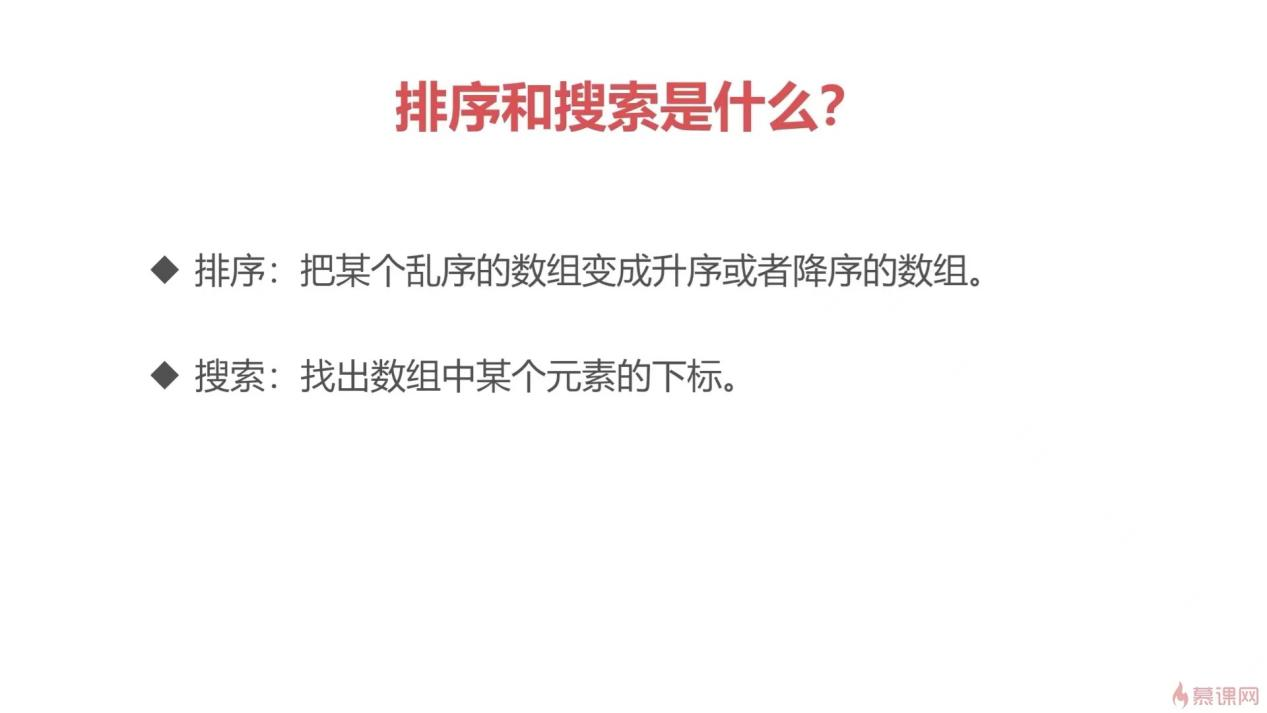 排序和搜索是什么?
◆ 排序：把某个乱序的数组变成升序或者降序的数组。
◆ 搜索：找出数组中某个元素的下标。
慕课网